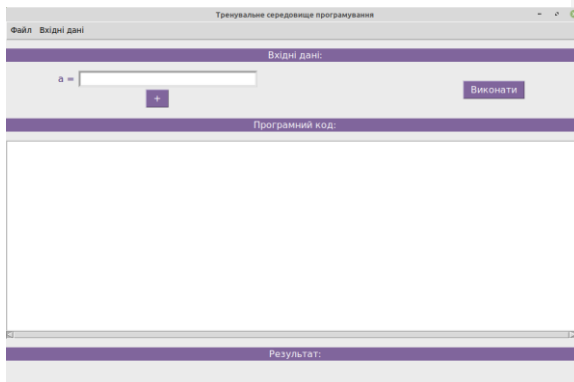 Тренувальне середовище програмування
Файл Вхідні дані
Вхідні дані:
a =
+
Виконати
Програмний код:
Результат: